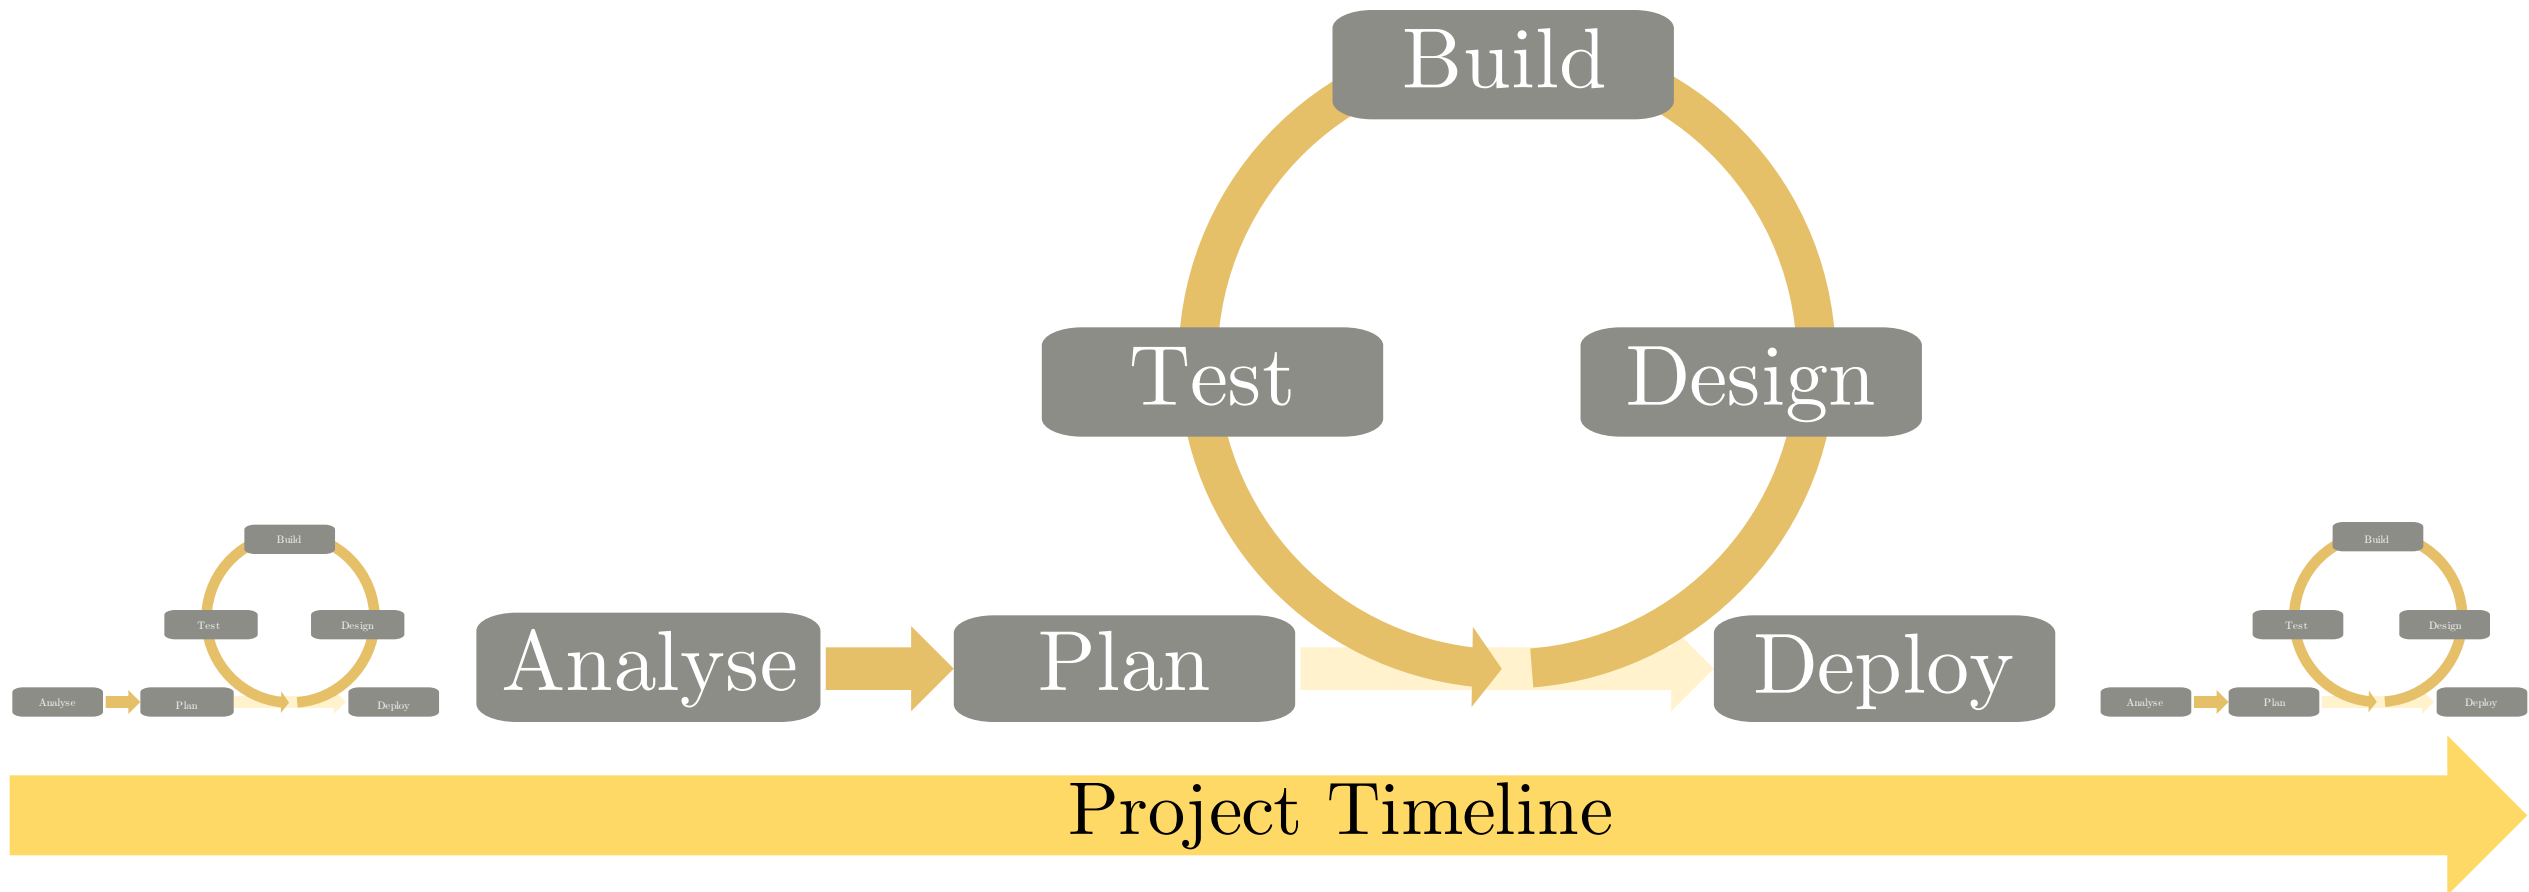 Build
Test
Design
Analyse
Plan
Deploy
Build
Test
Design
Analyse
Plan
Deploy
Build
Test
Design
Analyse
Plan
Deploy
Project Timeline